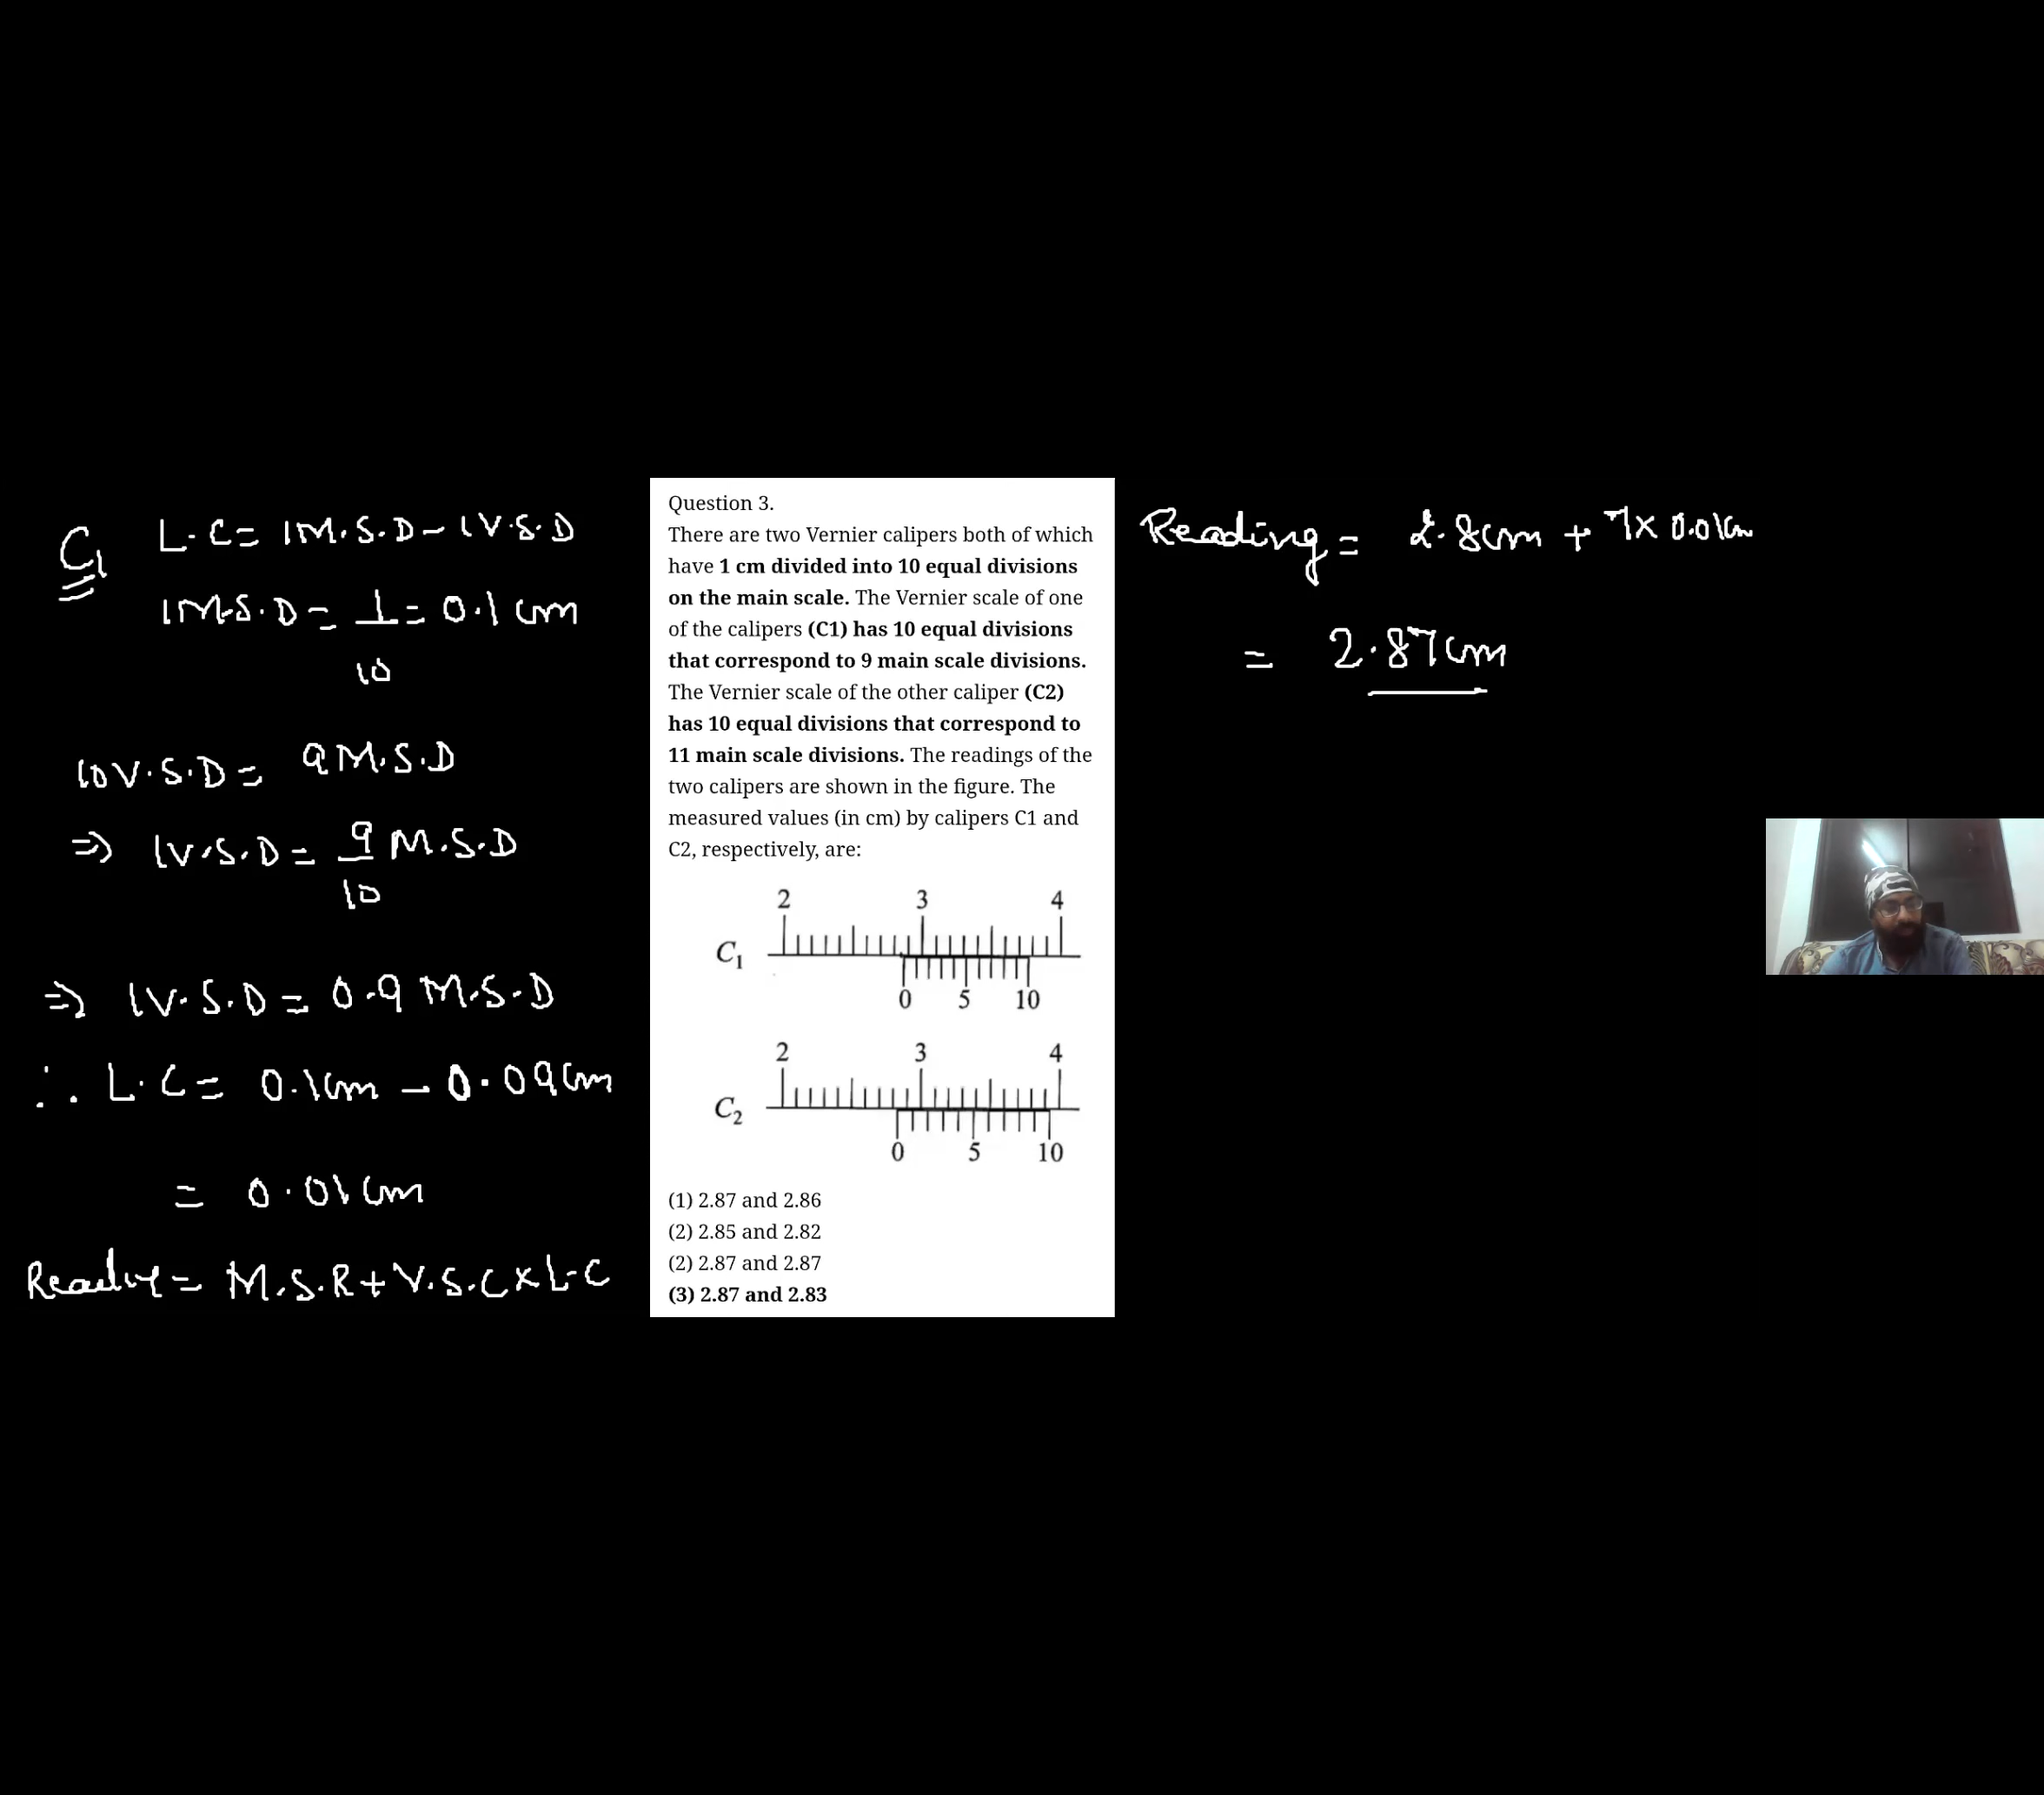 C1
L.C = 1M.S.D - 1V.S.D
1M.S.D = 1/10 = 0.1 cm
10V.S.D = 9M.S.D
⇒ 1V.S.D = 9/10 M.S.D
⇒ 1V.S.D = 0.9 M.S.D
∴ L.C = 0.1cm - 0.09cm
= 0.01cm
Reading = M.S.R + V.S.C x L.C
Question 3.
There are two Vernier calipers both of which
have 1 cm divided into 10 equal divisions
on the main scale. The Vernier scale of one
of the calipers (C1) has 10 equal divisions
that correspond to 9 main scale divisions.
The Vernier scale of the other caliper (C2)
has 10 equal divisions that correspond to
11 main scale divisions. The readings of the
two calipers are shown in the figure. The
measured values (in cm) by calipers C1 and
C2, respectively, are:
2 3 4
C1
0 5 10
2 3 4
C2
0 5 10
(1) 2.87 and 2.86
(2) 2.85 and 2.82
(2) 2.87 and 2.87
(3) 2.87 and 2.83
Reading = 2.8cm + 7x 0.01cm
= 2.87cm